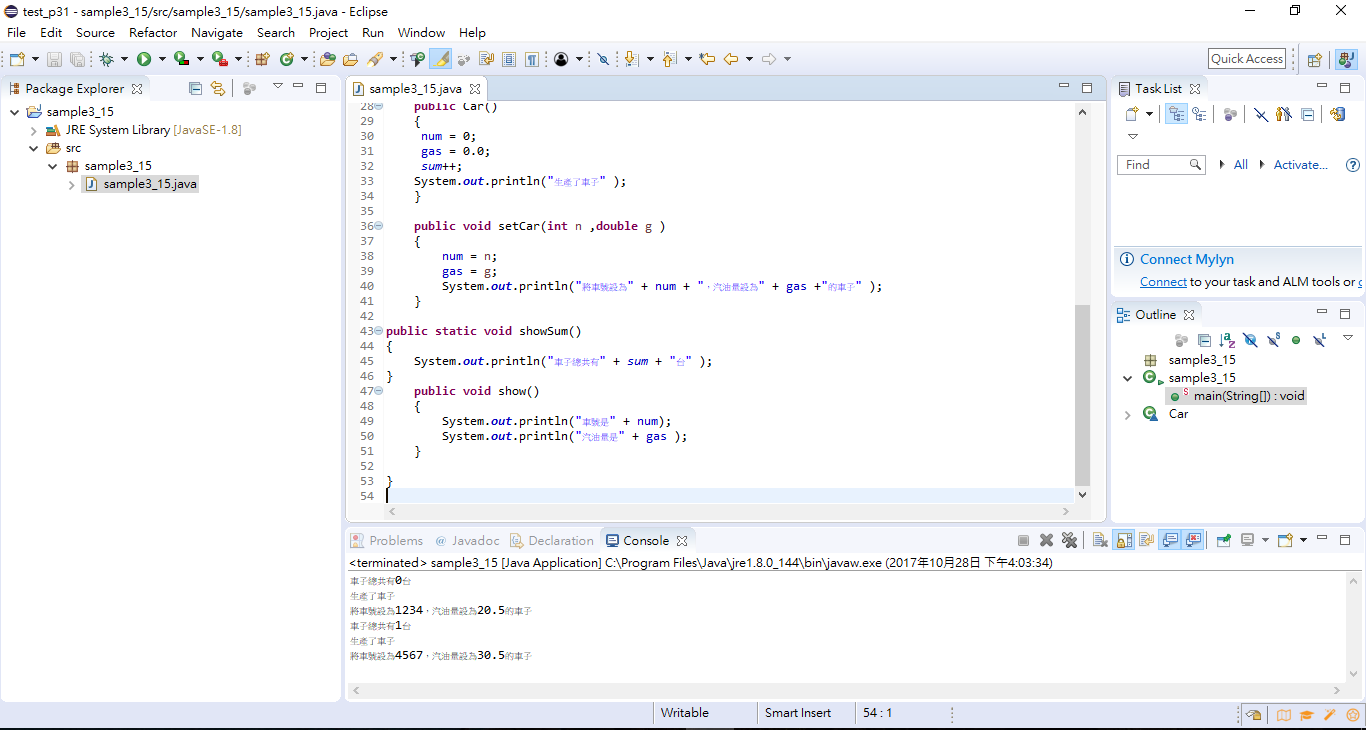 test_p31 - sample3_15/src/sample3_15/sample3_15.java - Eclipse
File Edit Source Refactor Navigate Search Project Run Window Help
Quick Access
Package Explorer
sample3_15
JRE System Library [JavaSE-1.8]
src
sample3_15
sample3_15.java
sample3_15.java
28 public Car()
29 {
30 num = 0;
31 gas = 0.0;
32 sum++;
33 System.out.println("生產了車子" );
34 }
35
36 public void setCar(int n ,double g )
37 {
38 num = n;
39 gas = g;
40 System.out.println("將車號設為" + num + "，汽油量設為" + gas +"的車子" );
41 }
42
43 public static void showSum()
44 {
45 System.out.println("車子總共有" + sum + "台" );
46 }
47 public void show()
48 {
49 System.out.println("車號是" + num);
50 System.out.println("汽油量是" + gas );
51 }
52
53 }
54
Task List
Find All Activate...
Connect Mylyn
Connect to your task and ALM tools or c
Outline
sample3_15
sample3_15
main(String[]) : void
Car
Problems @ Javadoc Declaration Console
<terminated> sample3_15 [Java Application] C:\Program Files\Java\jre1.8.0_144\bin\javaw.exe (2017年10月28日 下午4:03:34)
車子總共有0台
生產了車子
將車號設為1234，汽油量設為20.5的車子
車子總共有1台
生產了車子
將車號設為4567，汽油量設為30.5的車子
Writable Smart Insert 54 : 1